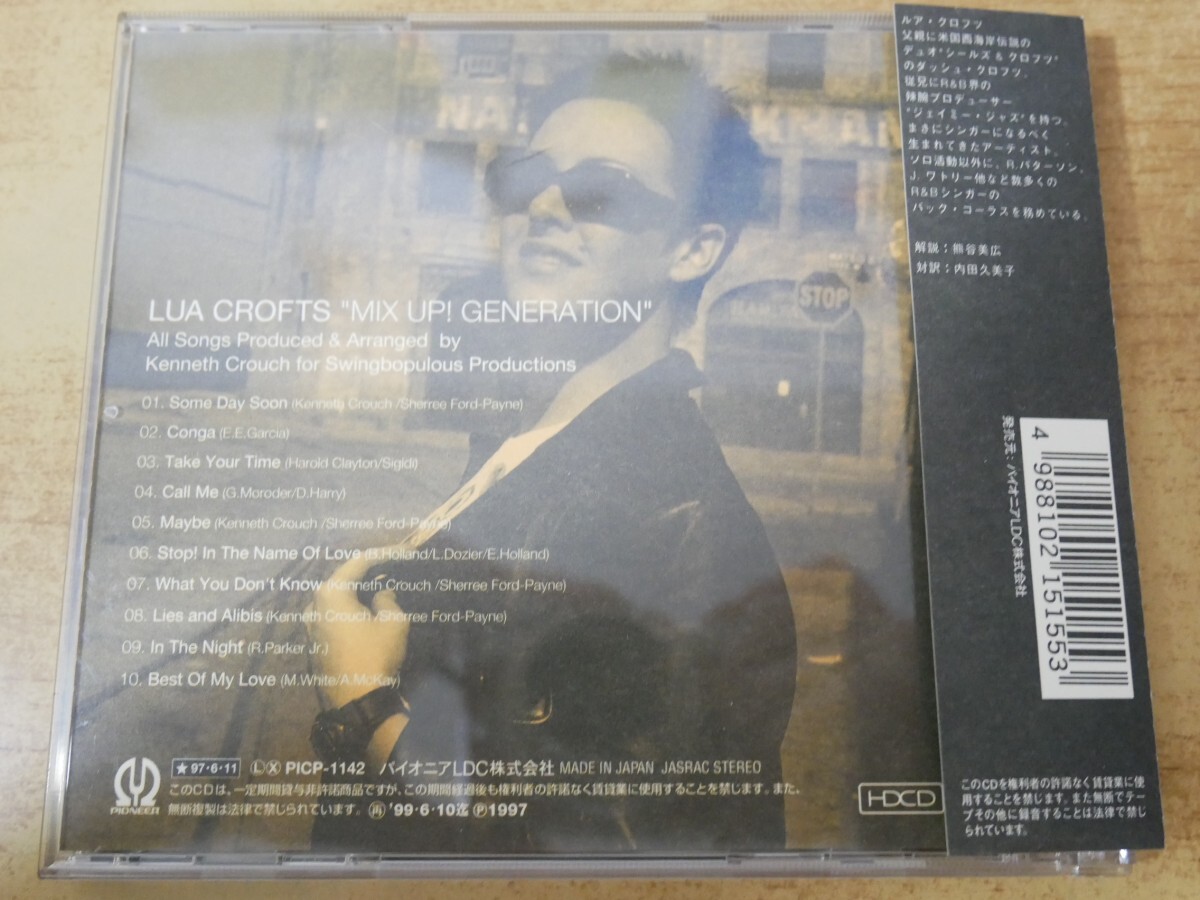 LUA CROFTS "MIX UP! GENERATION"
All Songs Produced & Arranged by
Kenneth Crouch for Swingbopulous Productions
01. Some Day Soon (Kenneth Crouch /Sherree Ford-Payne)
02. Conga (E.E.Garcia)
03. Take Your Time (Harold Clayton/Sigidi)
04. Call Me (G.Moroder/D.Harry)
05. Maybe (Kenneth Crouch /Sherree Ford-Payne)
06. Stop! In The Name Of Love (B.Holland/L.Dozier/E.Holland)
07. What You Don't Know (Kenneth Crouch /Sherree Ford-Payne)
08. Lies and Alibis (Kenneth Crouch /Sherree Ford-Payne)
09. In The Night (R.Parker Jr.)
10. Best Of My Love (M.White/A.McKay)
STOP
PIONEER
★97・6・11 ⓁⓍ PICP-1142 パイオニアLDC株式会社 MADE IN JAPAN JASRAC STEREO
このCDは、一定期間貸与非許諾商品ですが、この期間経過後も権利者の許諾なく賃貸業に使用することを禁じます。また、
無断複製は法律で禁じられています。 ㊄ '99・6・10迄 Ⓟ1997
HDCD
ルア・クロフツ
父親に米国西海岸伝説の
デュオ"シールズ & クロフツ"
のダッシュ・クロフツ、
従兄にR&B界の
辣腕プロデューサー
"ジェイミー・ジャズ"を持つ、
まさにシンガーになるべく
生まれてきたアーティスト。
ソロ活動以外に、R.パターソン、
J.ワトリー他など数多くの
R&Bシンガーの
バック・コーラスを務めている。
解説：熊谷美広
対訳：内田久美子
4 988102 151553
発売元：パイオニアLDC株式会社
このCDを権利者の許諾なく賃貸業に使
用することを禁じます。また無断でテー
プその他に録音することは法律で禁じ
られています。